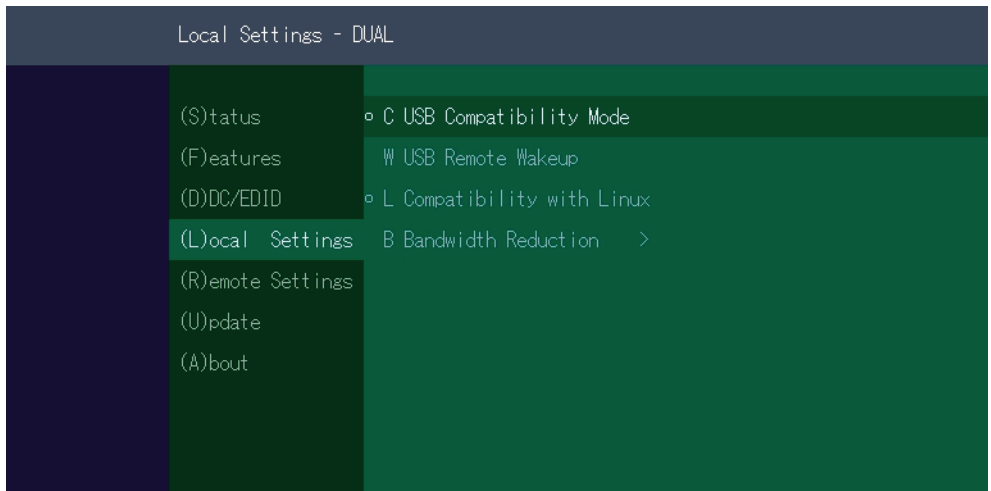 Local Settings - DUAL
(S)tatus
(F)eatures
(D)DC/EDID
(L)ocal Settings
(R)emote Settings
(U)pdate
(A)bout
C USB Compatibility Mode
W USB Remote Wakeup
L Compatibility with Linux
B Bandwidth Reduction >